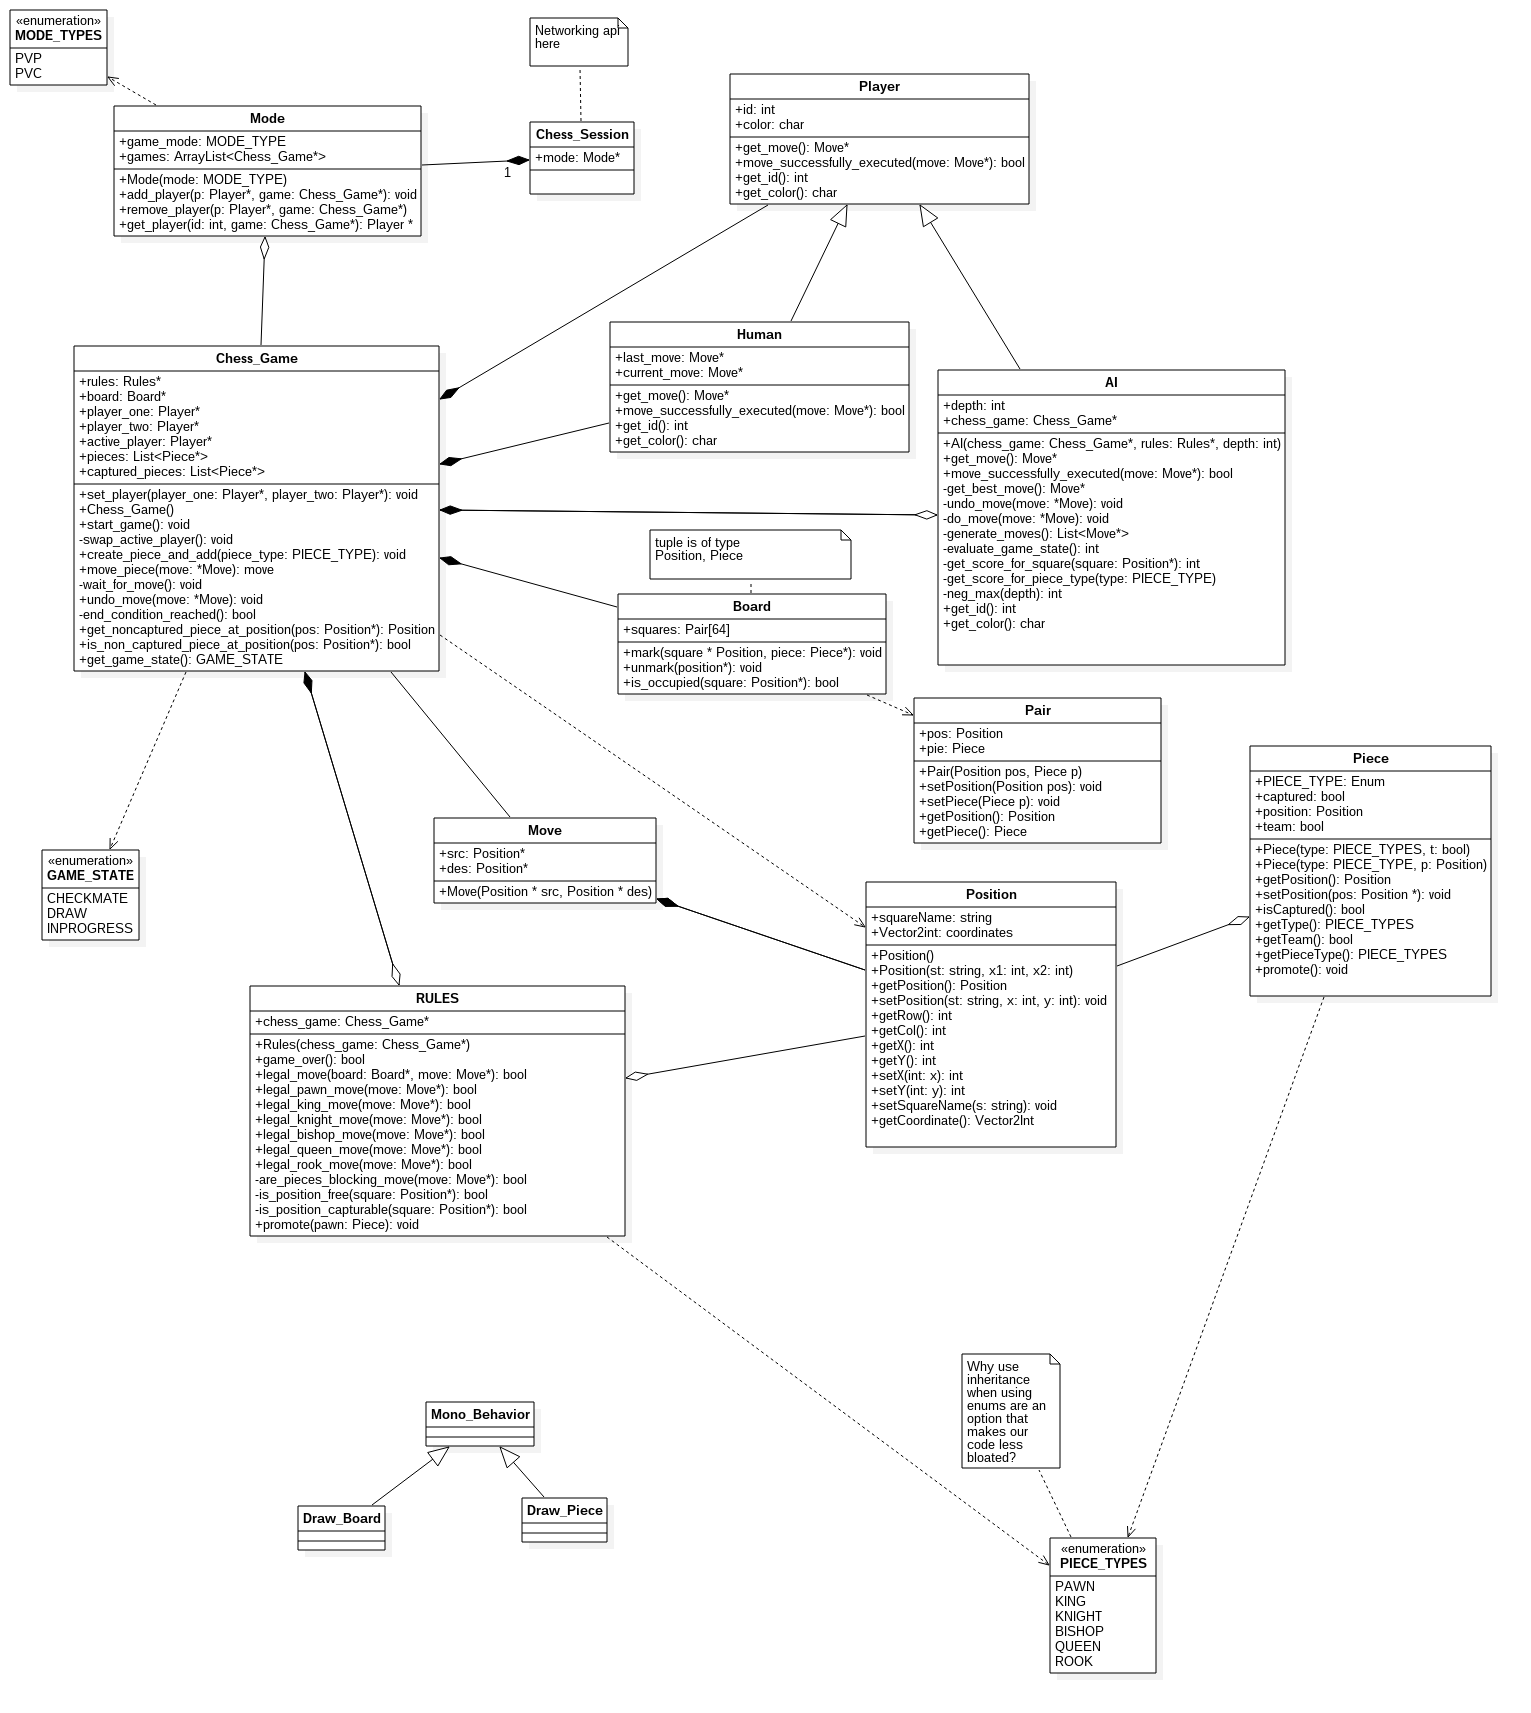 «enumeration»
MODE_TYPES
PVP
PVC
Networking api
here
Mode
+game_mode: MODE_TYPE
+games: ArrayList<Chess_Game*>
+Mode(mode: MODE_TYPE)
+add_player(p: Player*, game: Chess_Game*): void
+remove_player(p: Player*, game: Chess_Game*)
+get_player(id: int, game: Chess_Game*): Player *
1
Chess_Session
+mode: Mode*
Player
+id: int
+color: char
+get_move(): Move*
+move_successfully_executed(move: Move*): bool
+get_id(): int
+get_color(): char
Chess_Game
+rules: Rules*
+board: Board*
+player_one: Player*
+player_two: Player*
+active_player: Player*
+pieces: List<Piece*>
+captured_pieces: List<Piece*>
+set_player(player_one: Player*, player_two: Player*): void
+Chess_Game()
+start_game(): void
-swap_active_player(): void
+create_piece_and_add(piece_type: PIECE_TYPE): void
+move_piece(move: *Move): move
-wait_for_move(): void
+undo_move(move: *Move): void
-end_condition_reached(): bool
+get_noncaptured_piece_at_position(pos: Position*): Position
+is_non_captured_piece_at_position(pos: Position*): bool
+get_game_state(): GAME_STATE
Human
+last_move: Move*
+current_move: Move*
+get_move(): Move*
+move_successfully_executed(move: Move*): bool
+get_id(): int
+get_color(): char
AI
+depth: int
+chess_game: Chess_Game*
+AI(chess_game: Chess_Game*, rules: Rules*, depth: int)
+get_move(): Move*
+move_successfully_executed(move: Move*): bool
-get_best_move(): Move*
-undo_move(move: *Move): void
-do_move(move: *Move): void
-generate_moves(): List<Move*>
-evaluate_game_state(): int
-get_score_for_square(square: Position*): int
-get_score_for_piece_type(type: PIECE_TYPE)
-neg_max(depth): int
+get_id(): int
+get_color(): char
tuple is of type
Position, Piece
Board
+squares: Pair[64]
+mark(square * Position, piece: Piece*): void
+unmark(position*): void
+is_occupied(square: Position*): bool
Pair
+pos: Position
+pie: Piece
+Pair(Position pos, Piece p)
+setPosition(Position pos): void
+setPiece(Piece p): void
+getPosition(): Position
+getPiece(): Piece
Piece
+PIECE_TYPE: Enum
+captured: bool
+position: Position
+team: bool
+Piece(type: PIECE_TYPES, t: bool)
+Piece(type: PIECE_TYPE, p: Position)
+getPosition(): Position
+setPosition(pos: Position *): void
+isCaptured(): bool
+getType(): PIECE_TYPES
+getTeam(): bool
+getPieceType(): PIECE_TYPES
+promote(): void
«enumeration»
GAME_STATE
CHECKMATE
DRAW
INPROGRESS
Move
+src: Position*
+des: Position*
+Move(Position * src, Position * des)
Position
+squareName: string
+Vector2int: coordinates
+Position()
+Position(st: string, x1: int, x2: int)
+getPosition(): Position
+setPosition(st: string, x: int, y: int): void
+getRow(): int
+getCol(): int
+getX(): int
+getY(): int
+setX(int: x): int
+setY(int: y): int
+setSquareName(s: string): void
+getCoordinate(): Vector2Int
RULES
+chess_game: Chess_Game*
+Rules(chess_game: Chess_Game*)
+game_over(): bool
+legal_move(board: Board*, move: Move*): bool
+legal_pawn_move(move: Move*): bool
+legal_king_move(move: Move*): bool
+legal_knight_move(move: Move*): bool
+legal_bishop_move(move: Move*): bool
+legal_queen_move(move: Move*): bool
+legal_rook_move(move: Move*): bool
-are_pieces_blocking_move(move: Move*): bool
-is_position_free(square: Position*): bool
-is_position_capturable(square: Position*): bool
+promote(pawn: Piece): void
Mono_Behavior
Draw_Board
Draw_Piece
Why use
inheritance
when using
enums are an
option that
makes our
code less
bloated?
«enumeration»
PIECE_TYPES
PAWN
KING
KNIGHT
BISHOP
QUEEN
ROOK